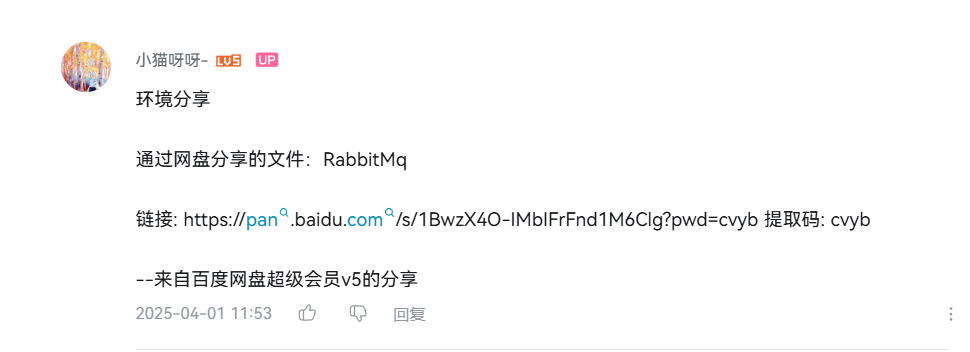 小猫呀呀- LV5 UP
环境分享
通过网盘分享的文件：RabbitMq
链接: https://pan.baidu.com/s/1BwzX4O-lMbIFrFnd1M6Clg?pwd=cvyb 提取码: cvyb
--来自百度网盘超级会员v5的分享
2025-04-01 11:53 回复